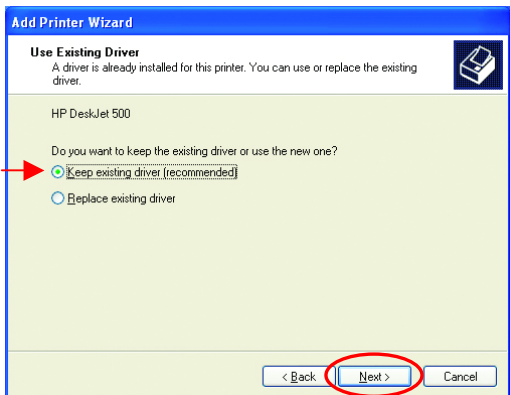 Add Printer Wizard
Use Existing Driver
A driver is already installed for this printer. You can use or replace the existing
driver.
HP DeskJet 500
Do you want to keep the existing driver or use the new one?
Keep existing driver (recommended)
Replace existing driver
< Back
Next >
Cancel